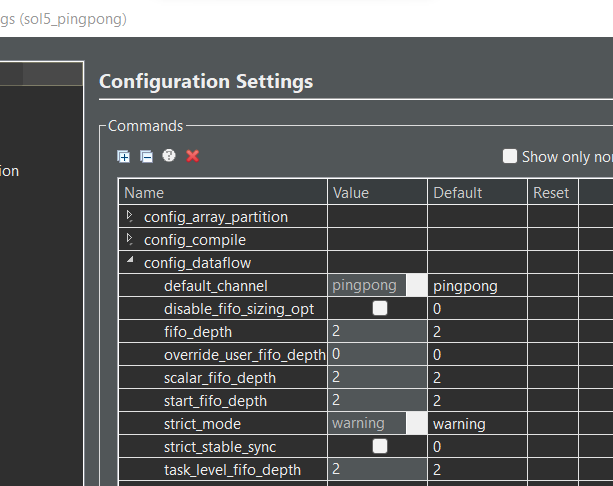 gs (sol5_pingpong)
Configuration Settings
Commands
ion
Show only no
Name Value Default Reset
config_array_partition
config_compile
config_dataflow
default_channel pingpong pingpong
disable_fifo_sizing_opt 0
fifo_depth 2 2
override_user_fifo_depth 0 0
scalar_fifo_depth 2 2
start_fifo_depth 2 2
strict_mode warning warning
strict_stable_sync 0
task_level_fifo_depth 2 2